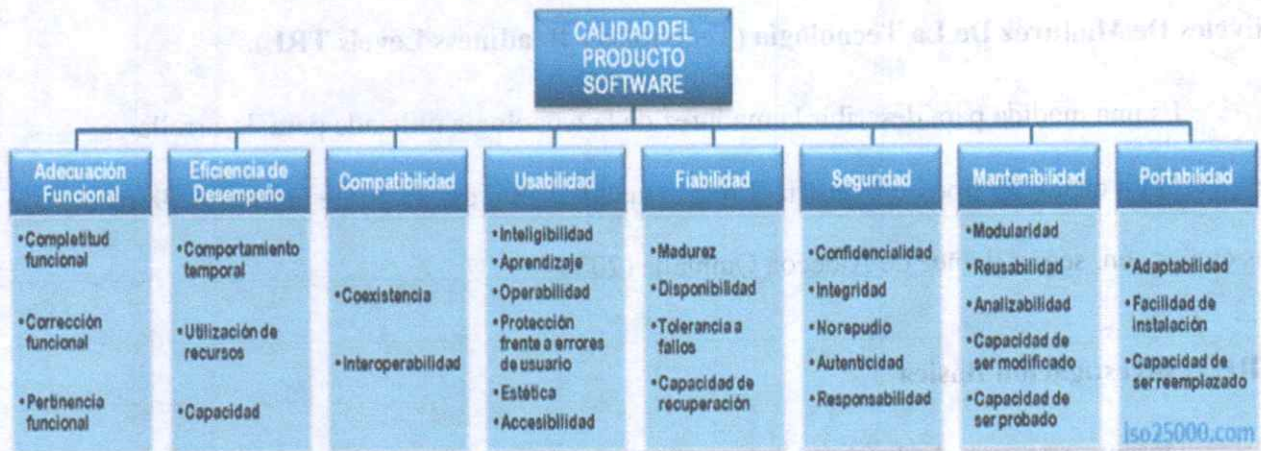 CALIDAD DEL
PRODUCTO
SOFTWARE
Adecuación
Funcional
•Completitud
funcional
•Corrección
funcional
•Pertinencia
funcional
Eficiencia de
Desempeño
•Comportamiento
temporal
•Utilización de
recursos
•Capacidad
Compatibilidad
•Coexistencia
•Interoperabilidad
Usabilidad
•Inteligibilidad
•Aprendizaje
•Operabilidad
•Protección
frente a errores
de usuario
•Estética
•Accesibilidad
Fiabilidad
•Madurez
•Disponibilidad
•Tolerancia a
fallos
•Capacidad de
recuperación
Seguridad
•Confidencialidad
•Integridad
•No repudio
•Autenticidad
•Responsabilidad
Mantenibilidad
•Modularidad
•Reusabilidad
•Analizabilidad
•Capacidad de
ser modificado
•Capacidad de
ser probado
Portabilidad
•Adaptabilidad
•Facilidad de
instalación
•Capacidad de
ser reemplazado
iso25000.com